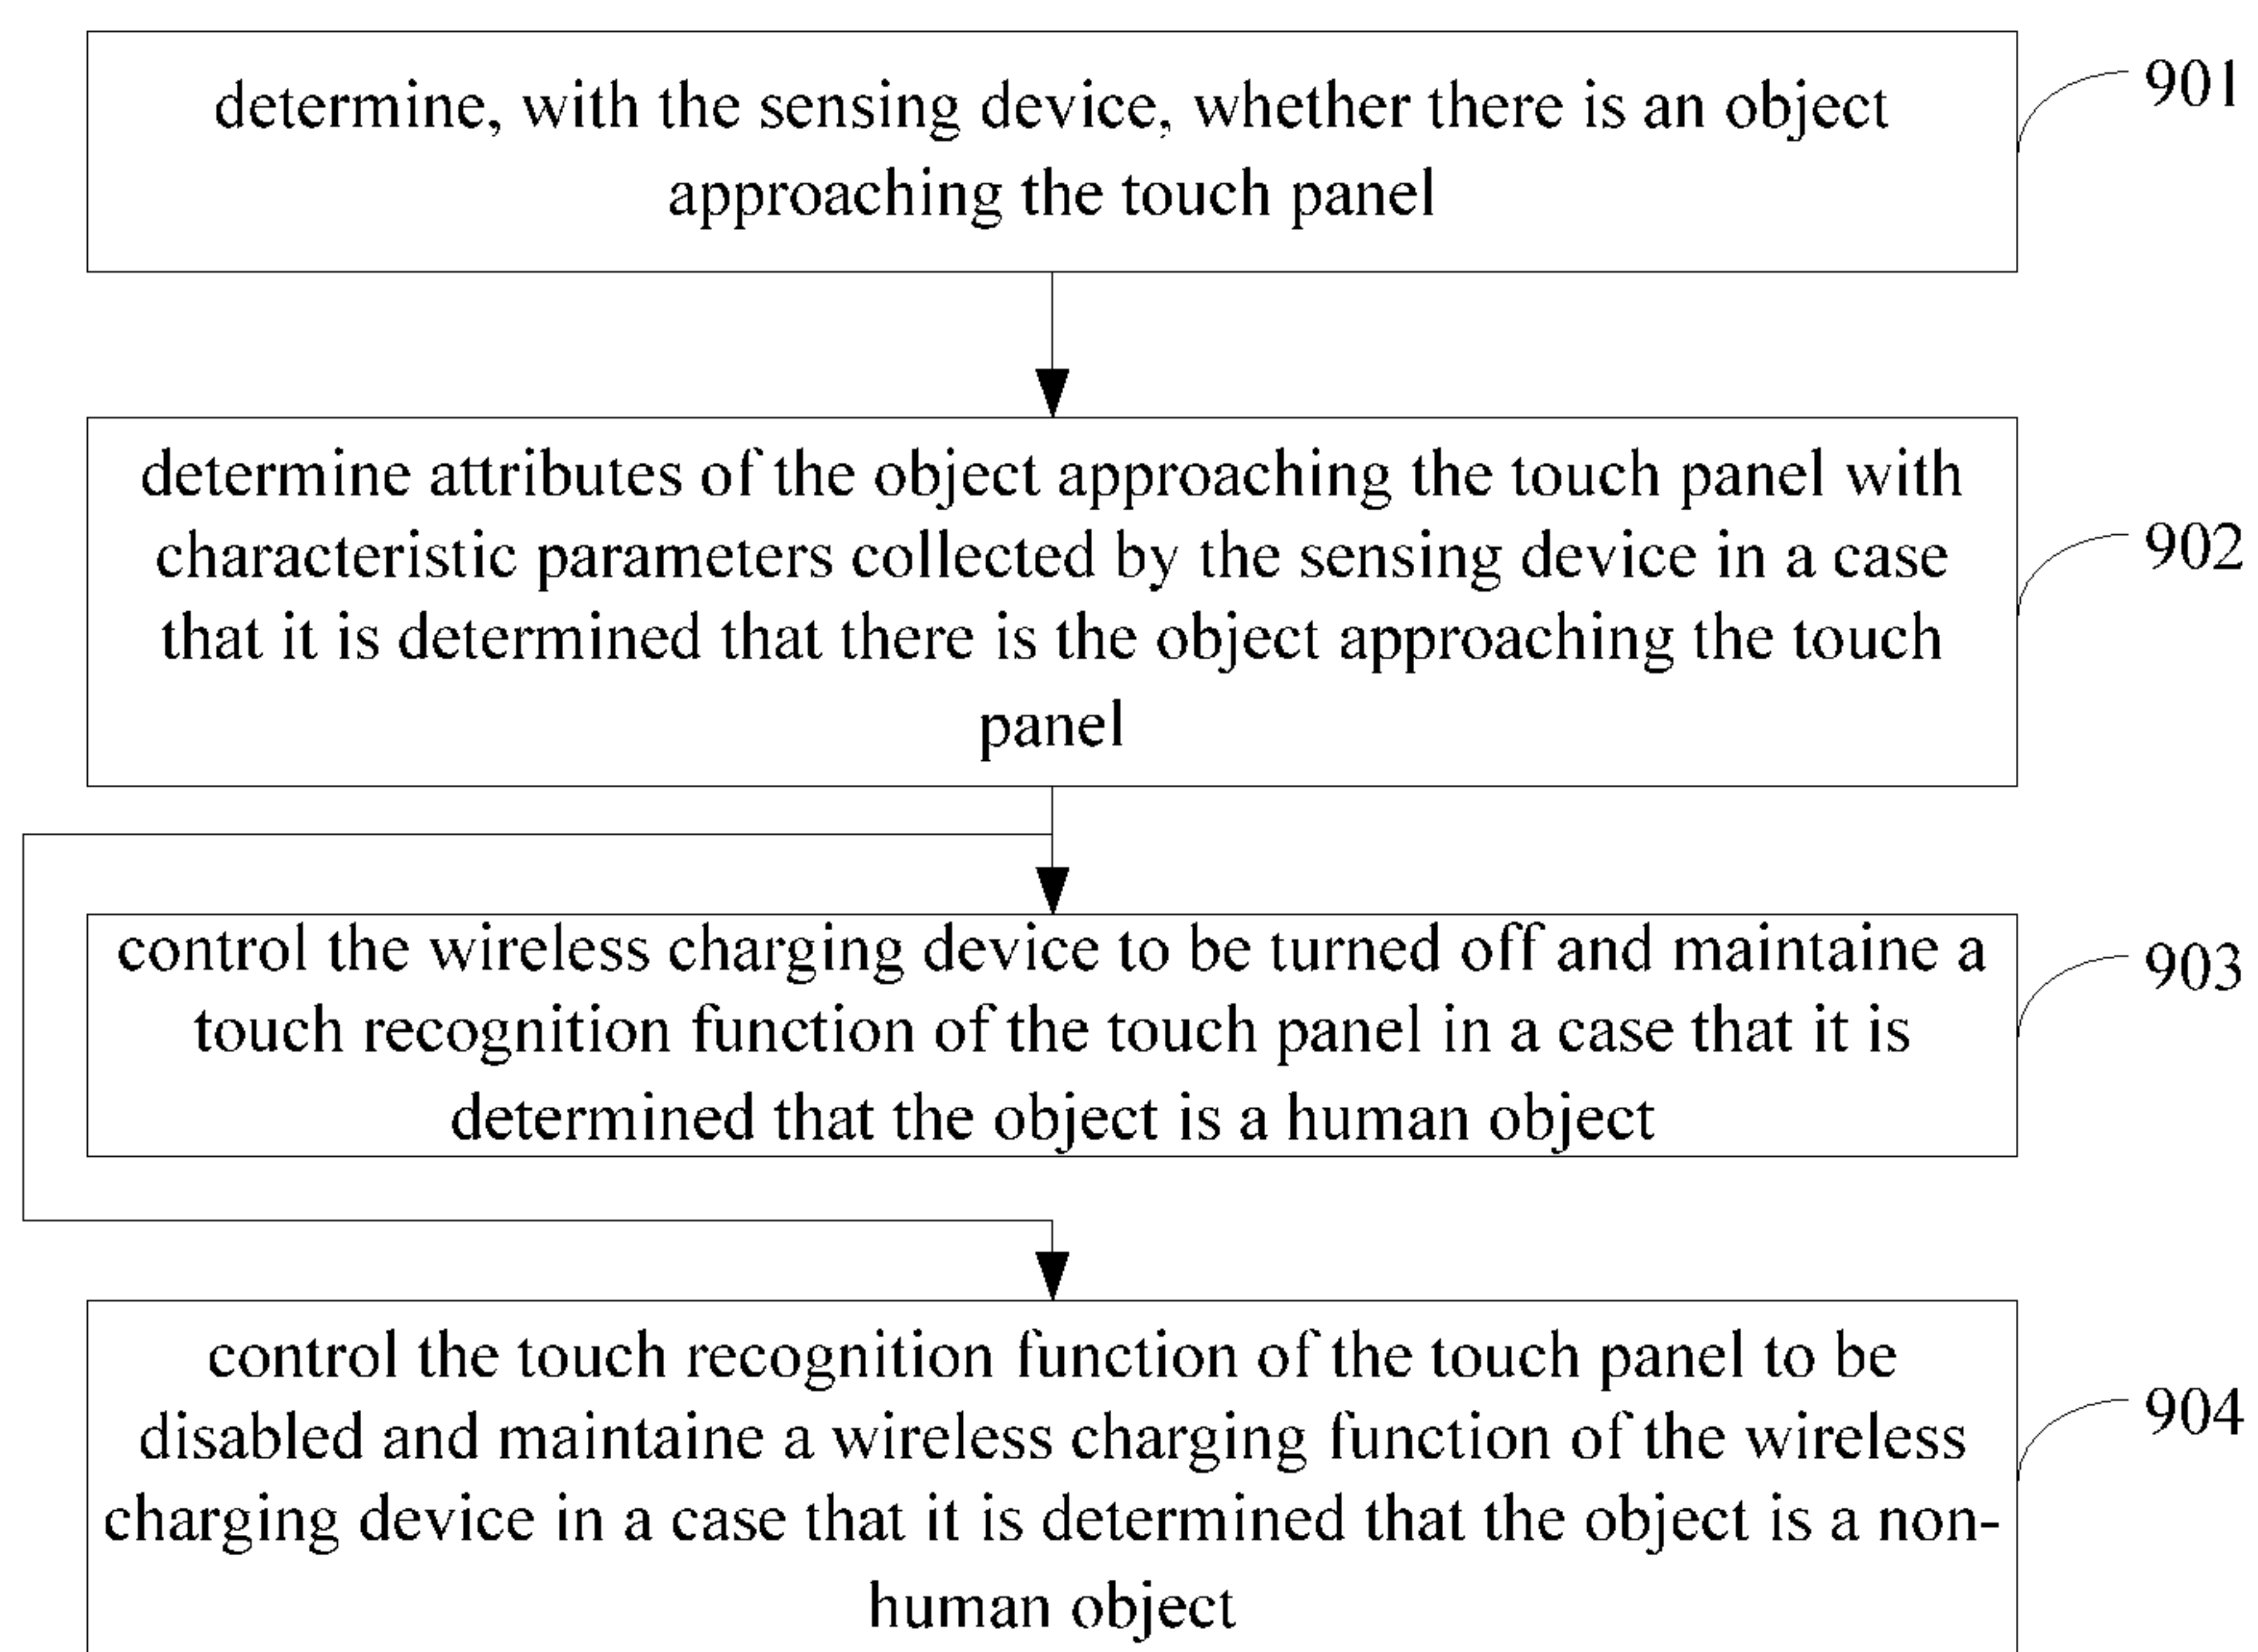 determine, with the sensing device, whether there is an object
approaching the touch panel
901
determine attributes of the object approaching the touch panel with
characteristic parameters collected by the sensing device in a case
that it is determined that there is the object approaching the touch
panel
902
control the wireless charging device to be turned off and maintaine a
touch recognition function of the touch panel in a case that it is
determined that the object is a human object
903
control the touch recognition function of the touch panel to be
disabled and maintaine a wireless charging function of the wireless
charging device in a case that it is determined that the object is a non-
human object
904